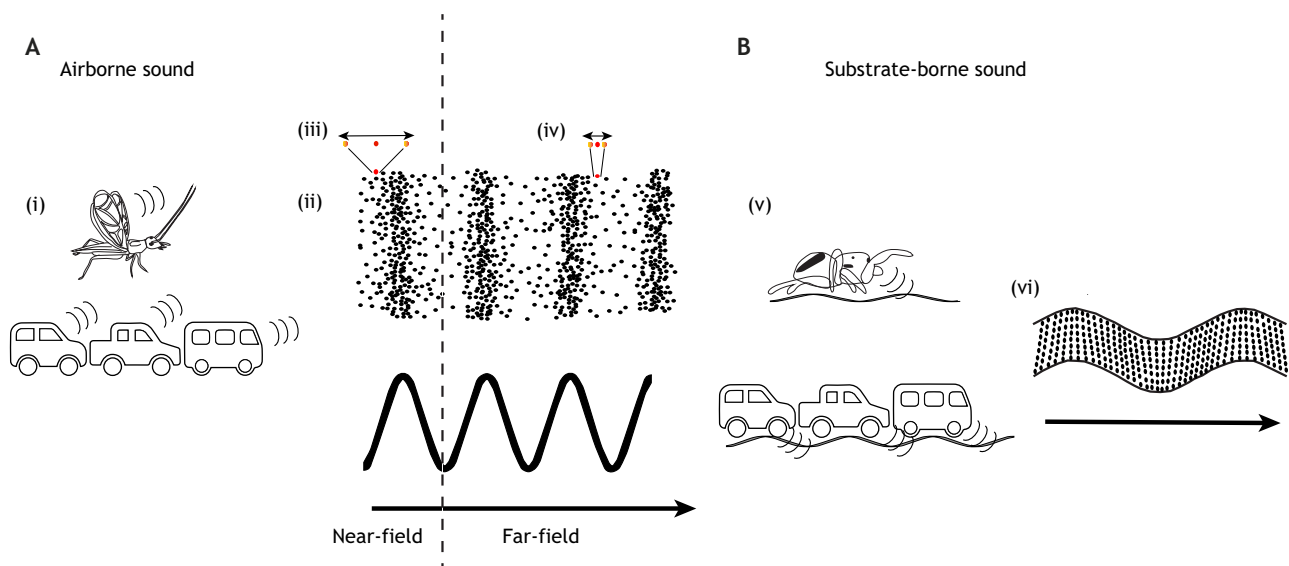 A
Airborne sound
B
Substrate-borne sound
(iii)
(iv)
(i)
(ii)
(v)
(vi)
Near-field
Far-field